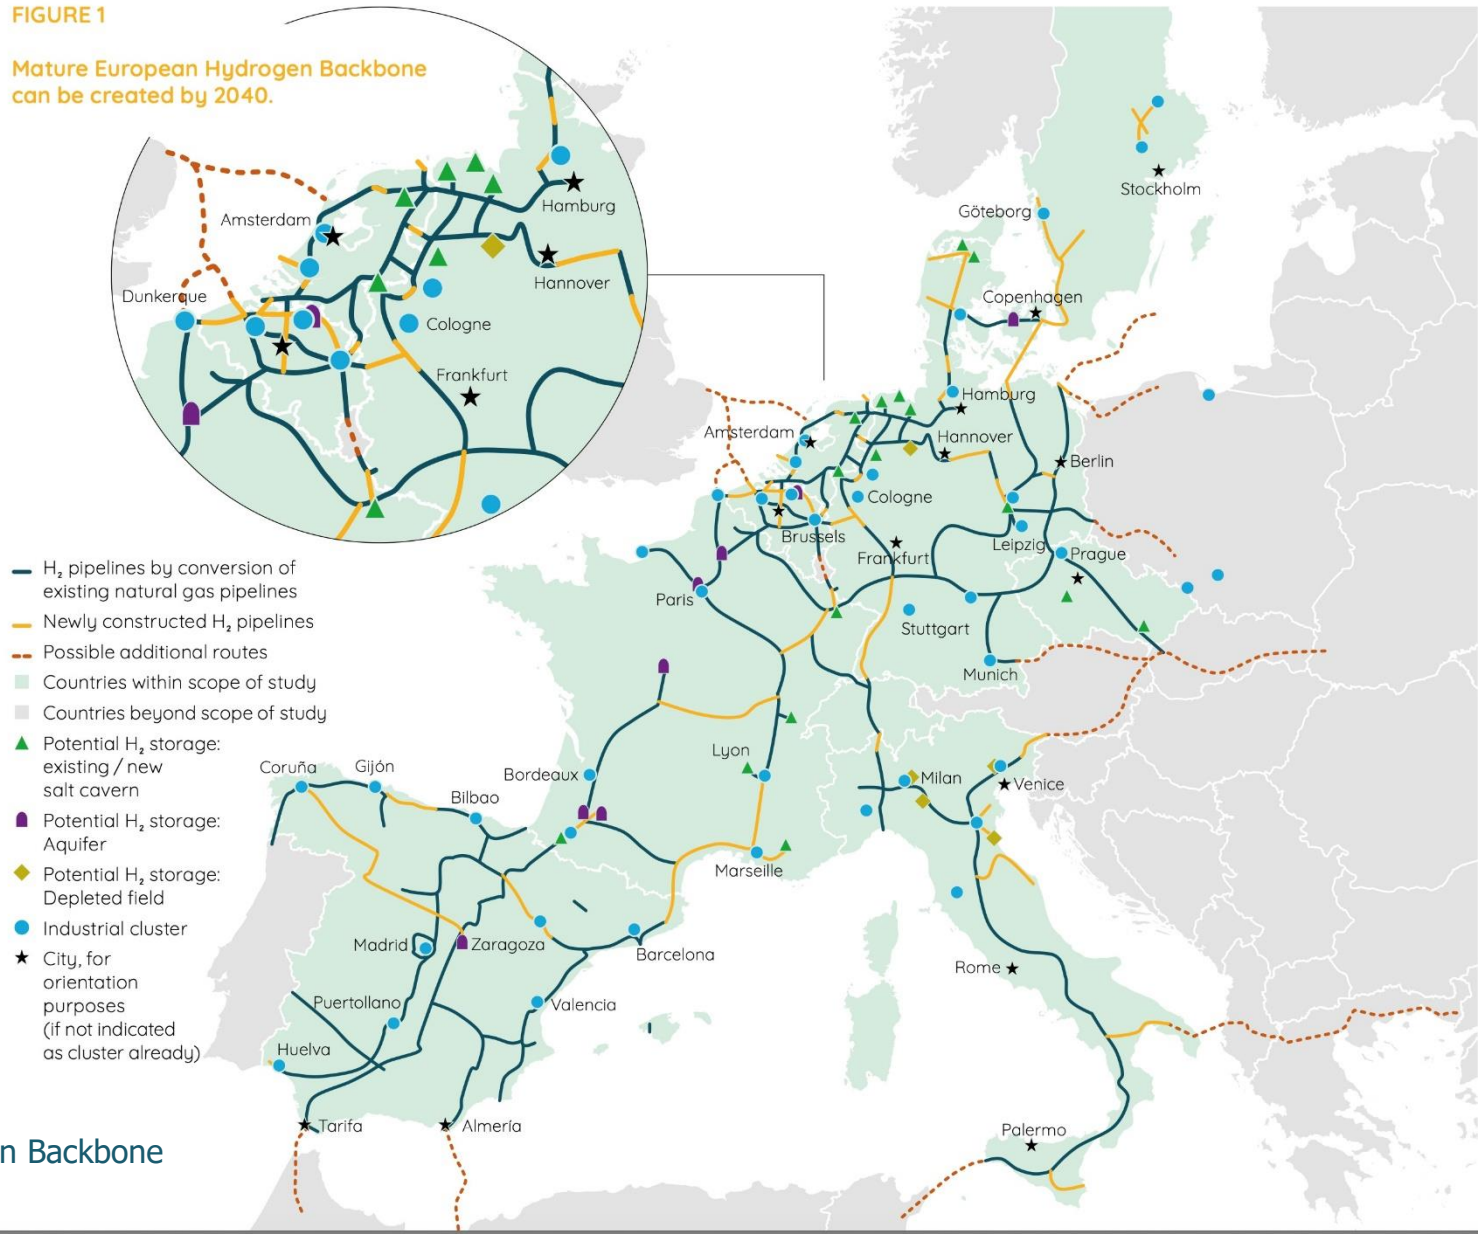 FIGURE 1
Mature European Hydrogen Backbone
can be created by 2040.
Amsterdam
Hamburg
Hannover
Dunkerque
Cologne
Frankfurt
H₂ pipelines by conversion of
existing natural gas pipelines
Newly constructed H₂ pipelines
Possible additional routes
Countries within scope of study
Countries beyond scope of study
Potential H₂ storage:
existing / new
salt cavern
Potential H₂ storage:
Aquifer
Potential H₂ storage:
Depleted field
Industrial cluster
City, for
orientation
purposes
(if not indicated
as cluster already)
Stockholm
Göteborg
Copenhagen
Hamburg
Amsterdam
Hannover
Berlin
Cologne
Brussels
Leipzig
Frankfurt
Prague
Paris
Stuttgart
Munich
Lyon
Coruña
Gijón
Bordeaux
Milan
Venice
Bilbao
Marseille
Madrid
Zaragoza
Barcelona
Rome
Puertollano
Valencia
Huelva
Tarifa
Almería
Palermo
n Backbone